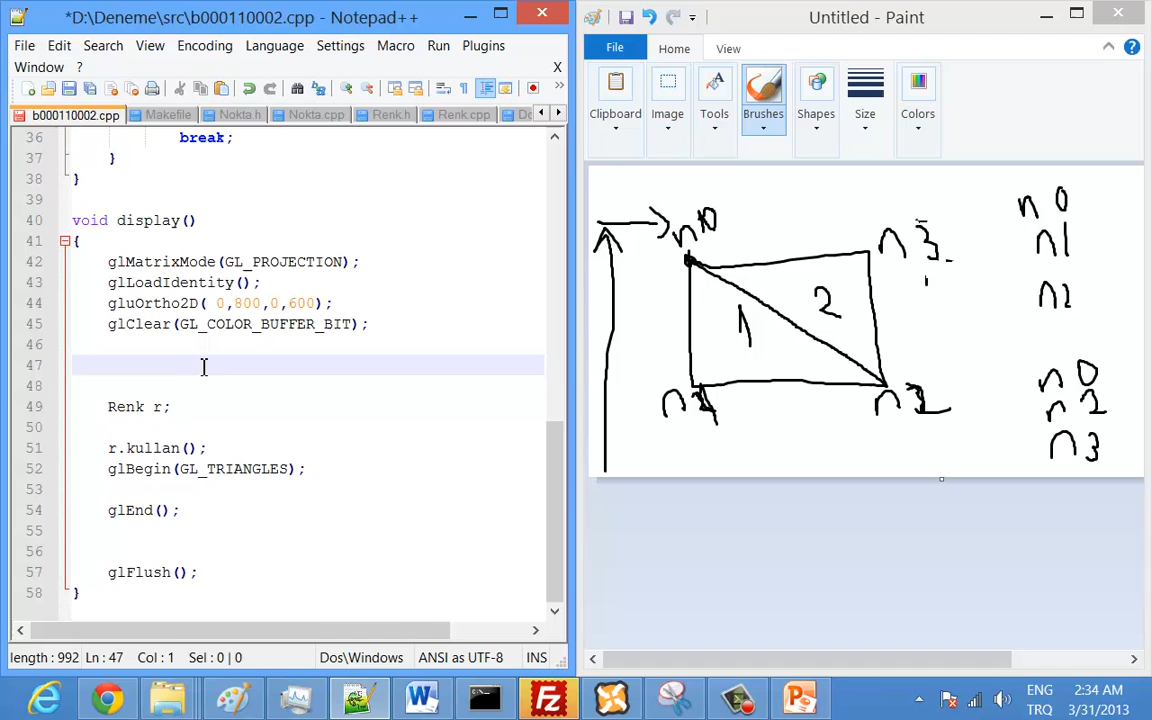 *D:\Deneme\src\b000110002.cpp - Notepad++
File Edit Search View Encoding Language Settings Macro Run Plugins
Window ? X
b000110002.cpp Makefile Nokta.h Nokta.cpp Renk.h Renk.cpp
36 break;
37 }
38 }
39
40 void display()
41 {
42 glMatrixMode(GL_PROJECTION);
43 glLoadIdentity();
44 gluOrtho2D( 0,800,0,600);
45 glClear(GL_COLOR_BUFFER_BIT);
46
47
48
49 Renk r;
50
51 r.kullan();
52 glBegin(GL_TRIANGLES);
53
54 glEnd();
55
56
57 glFlush();
58 }
length : 992 Ln : 47 Col : 1 Sel : 0 | 0 Dos\Windows ANSI as UTF-8 INS
Untitled - Paint
File Home View
Clipboard Image Tools Brushes Shapes Size Colors
n0
n3
1
2
n2
n 0
n1
n2
n 0
n 2
n3
ENG
TRQ
2:34 AM
3/31/2013